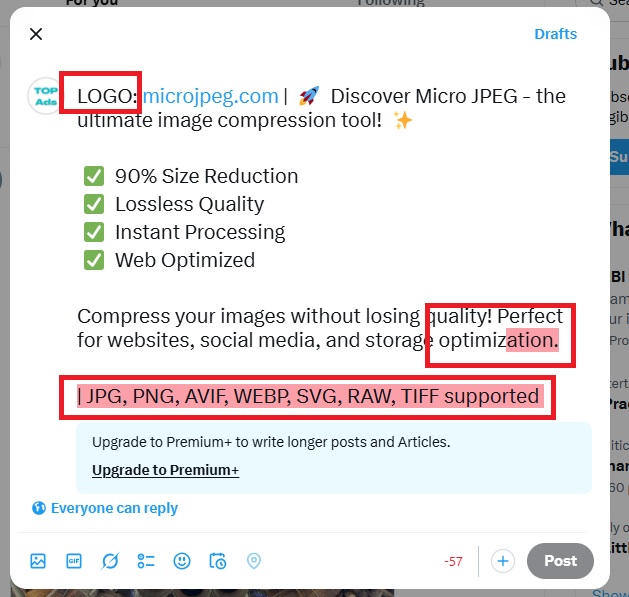 For you
Following
Drafts
TOP
Ads
LOGO: microjpeg.com | 🚀 Discover Micro JPEG - the
ultimate image compression tool! ✨
✅ 90% Size Reduction
✅ Lossless Quality
✅ Instant Processing
✅ Web Optimized
Compress your images without losing quality! Perfect
for websites, social media, and storage optimization.
| JPG, PNG, AVIF, WEBP, SVG, RAW, TIFF supported
Upgrade to Premium+ to write longer posts and Articles.
Upgrade to Premium+
Everyone can reply
GIF
-57
Post
Show